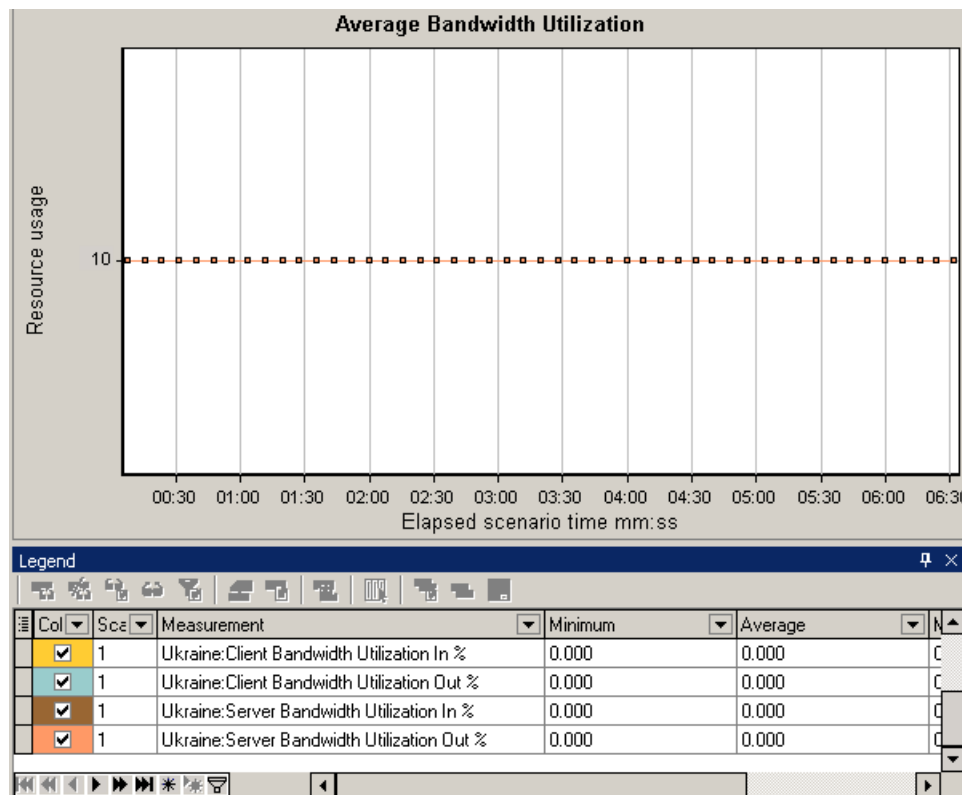 Average Bandwidth Utilization
Resource usage
10
00:30 01:00 01:30 02:00 02:30 03:00 03:30 04:00 04:30 05:00 05:30 06:00 06:30
Elapsed scenario time mm:ss
Legend
Col Sca Measurement Minimum Average
1 Ukraine:Client Bandwidth Utilization In % 0.000 0.000
1 Ukraine:Client Bandwidth Utilization Out % 0.000 0.000
1 Ukraine:Server Bandwidth Utilization In % 0.000 0.000
1 Ukraine:Server Bandwidth Utilization Out % 0.000 0.000